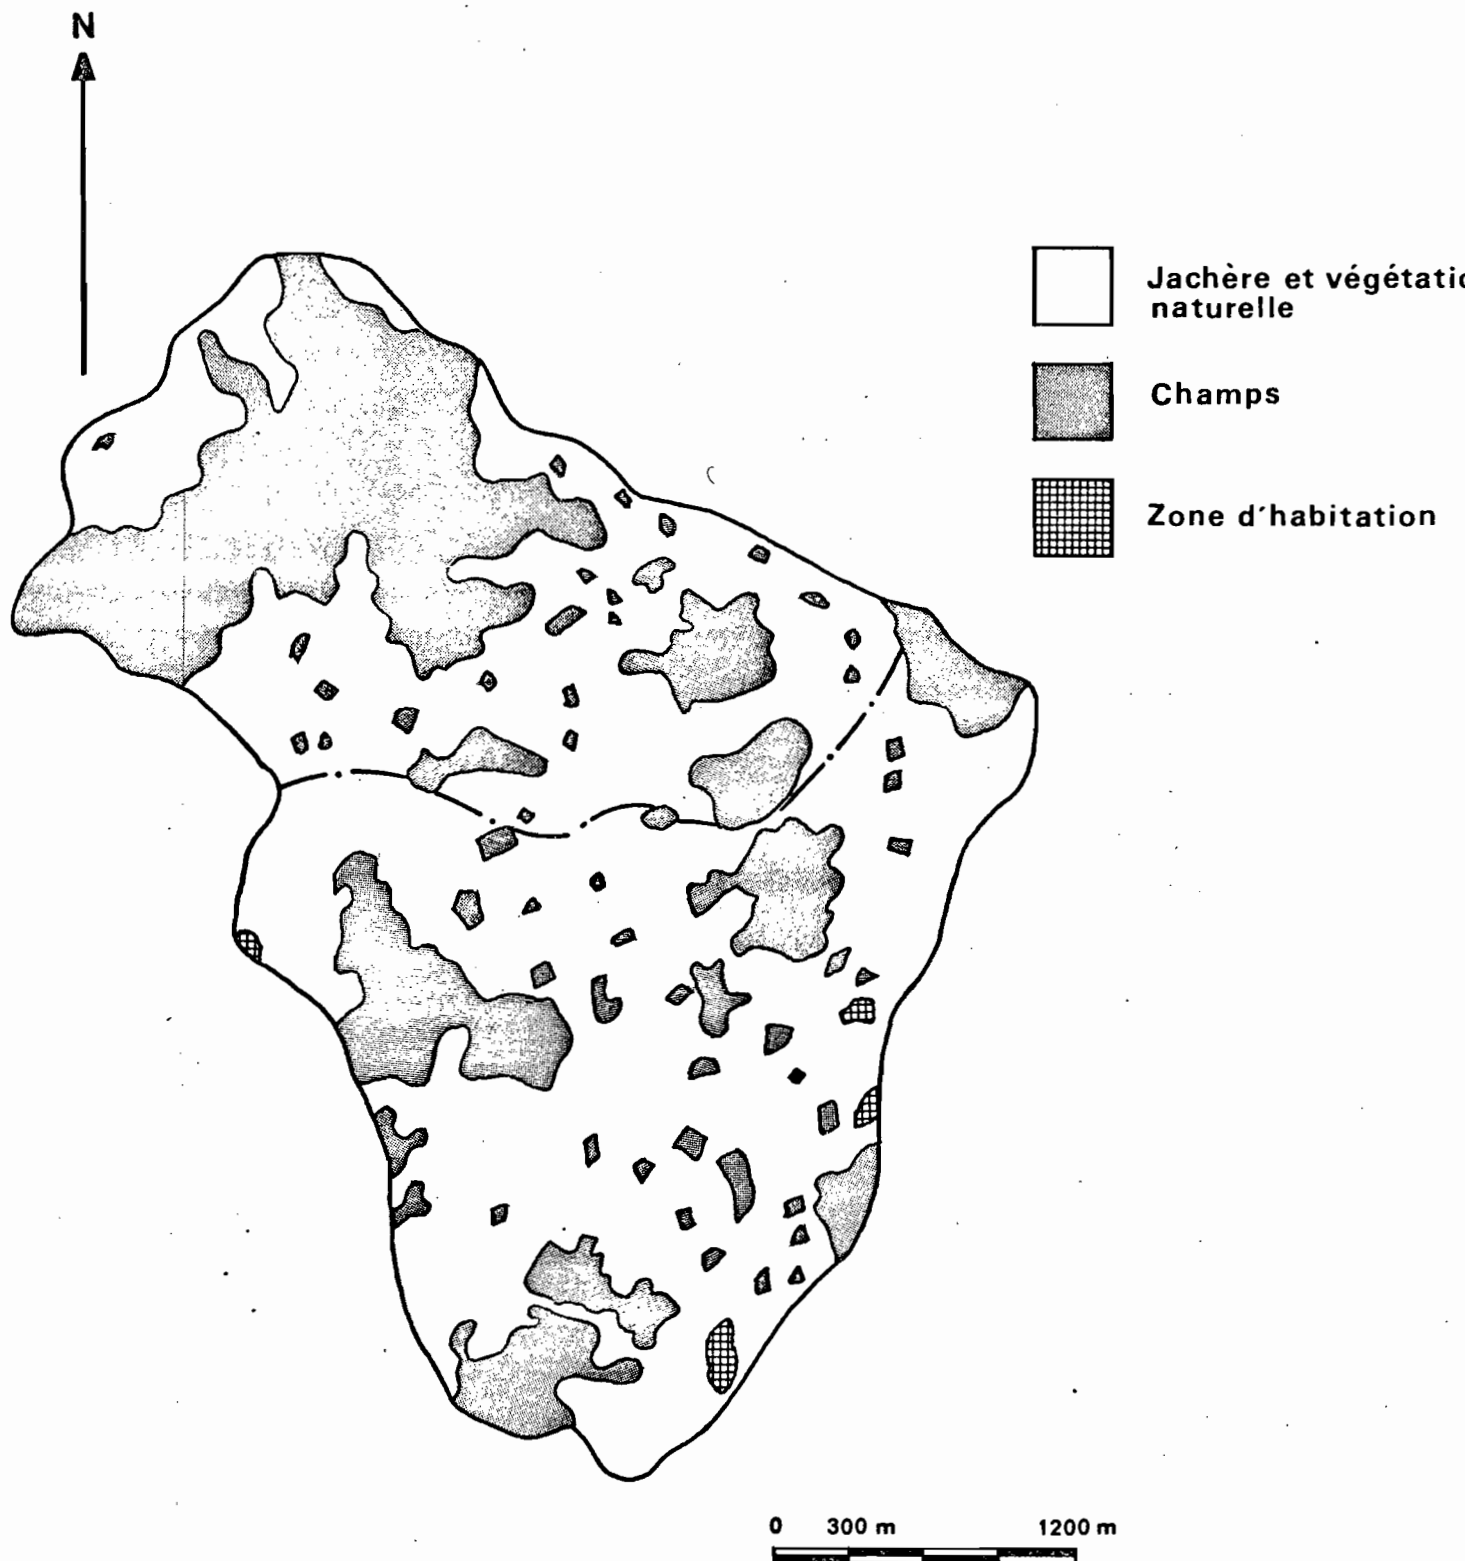 N
Jachère et végétatio
naturelle
Champs
Zone d'habitation
0 300 m 1200 m